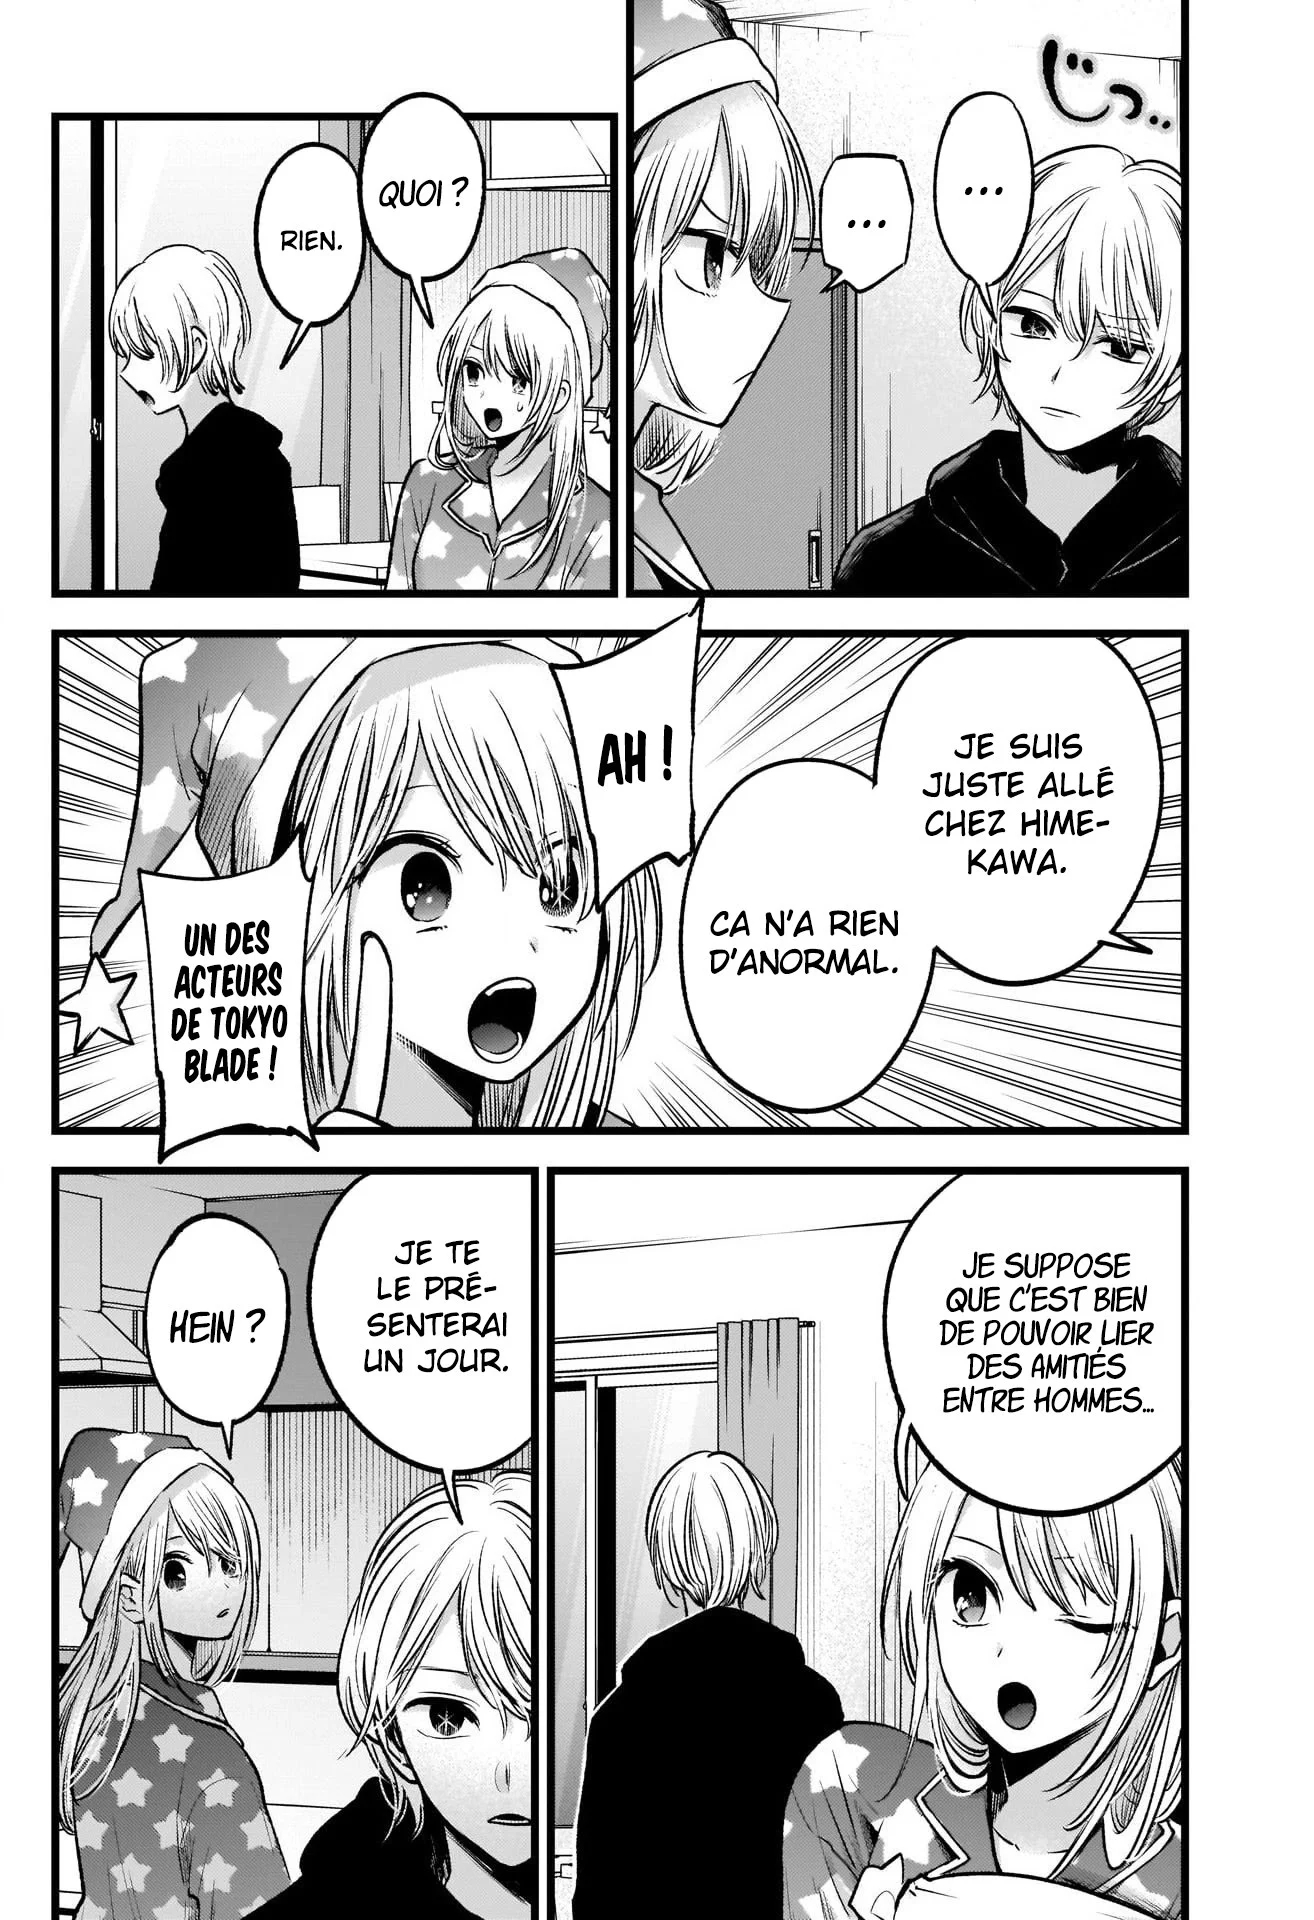 じっ..
...
...
QUOI ?
RIEN.
JE SUIS
JUSTE ALLÉ
CHEZ HIME-
KAWA.
CA N'A RIEN
D'ANORMAL.
AH !
UN DES
ACTEURS
DE TOKYO
BLADE !
JE SUPPOSE
QUE C'EST BIEN
DE POUVOIR LIER
DES AMITIÉS
ENTRE HOMMES...
JE TE
LE PRÉ-
SENTERAI
UN JOUR.
HEIN ?